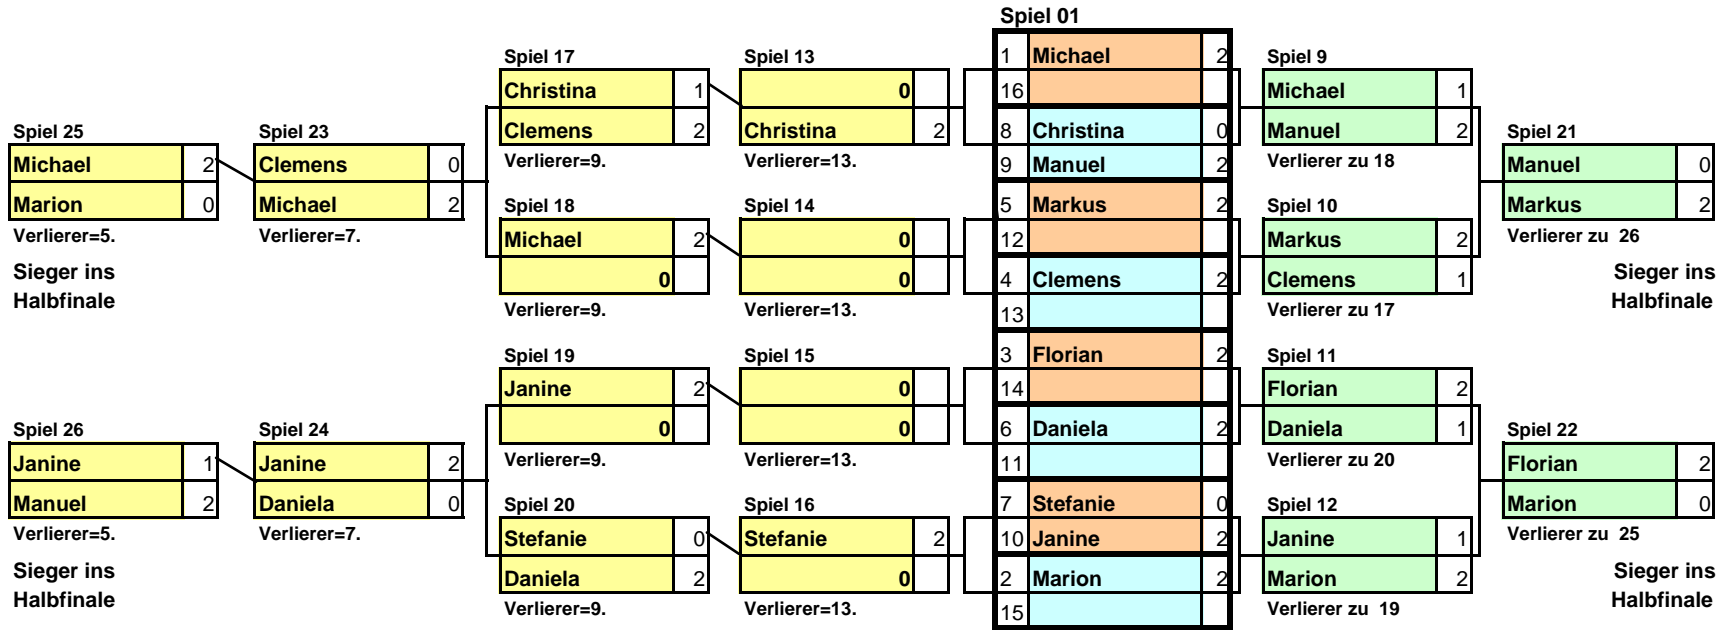 Spiel 01
Spiel 17 Spiel 13 1 Michael 2 Spiel 9
Christina 1 0 16 Michael 1
Spiel 25 Spiel 23 Clemens 2 Christina 2 8 Christina 0 Manuel 2 Spiel 21
Michael 2 Clemens 0 Verlierer=9. Verlierer=13. 9 Manuel 2 Verlierer zu 18 Manuel 0
Marion 0 Michael 2 Spiel 18 Spiel 14 5 Markus 2 Spiel 10 Markus 2
Verlierer=5. Verlierer=7. Michael 2 0 12 Markus 2 Verlierer zu 26
Sieger ins 0 0 4 Clemens 2 Clemens 1 Sieger ins
Halbfinale Verlierer=9. Verlierer=13. 13 Verlierer zu 17 Halbfinale
Spiel 19 Spiel 15 3 Florian 2 Spiel 11
Janine 2 0 14 Florian 2
Spiel 26 Spiel 24 0 0 6 Daniela 2 Daniela 1 Spiel 22
Janine 1 Janine 2 Verlierer=9. Verlierer=13. 11 Verlierer zu 20 Florian 2
Manuel 2 Daniela 0 Spiel 20 Spiel 16 7 Stefanie 0 Spiel 12 Marion 0
Verlierer=5. Verlierer=7. Stefanie 0 Stefanie 2 10 Janine 2 Janine 1 Verlierer zu 25
Sieger ins Daniela 2 0 2 Marion 2 Marion 2 Sieger ins
Halbfinale Verlierer=9. Verlierer=13. 15 Verlierer zu 19 Halbfinale